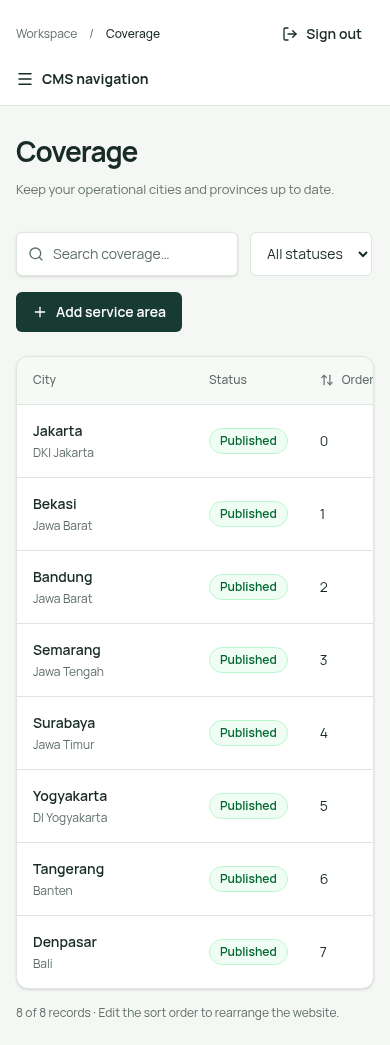 Workspace / Coverage
Sign out
CMS navigation
Coverage
Keep your operational cities and provinces up to date.
Search coverage...
All statuses
Add service area
City Status Order
Jakarta
DKI Jakarta
Published 0
Bekasi
Jawa Barat
Published 1
Bandung
Jawa Barat
Published 2
Semarang
Jawa Tengah
Published 3
Surabaya
Jawa Timur
Published 4
Yogyakarta
DI Yogyakarta
Published 5
Tangerang
Banten
Published 6
Denpasar
Bali
Published 7
8 of 8 records · Edit the sort order to rearrange the website.